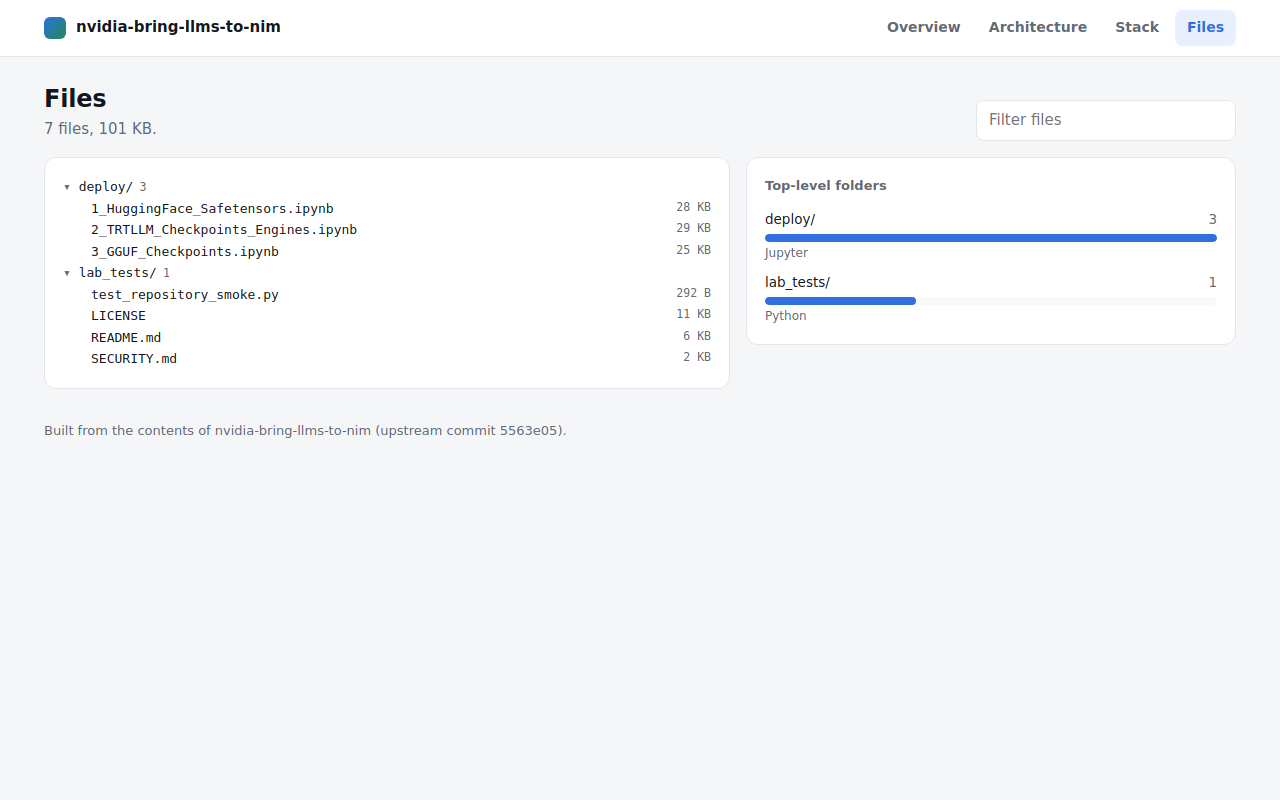 nvidia-bring-llms-to-nim
Overview
Architecture
Stack
Files
Files
7 files, 101 KB.
Filter files
▾ deploy/ 3
1_HuggingFace_Safetensors.ipynb 28 KB
2_TRTLLM_Checkpoints_Engines.ipynb 29 KB
3_GGUF_Checkpoints.ipynb 25 KB
▾ lab_tests/ 1
test_repository_smoke.py 292 B
LICENSE 11 KB
README.md 6 KB
SECURITY.md 2 KB
Top-level folders
deploy/ 3
Jupyter
lab_tests/ 1
Python
Built from the contents of nvidia-bring-llms-to-nim (upstream commit 5563e05).